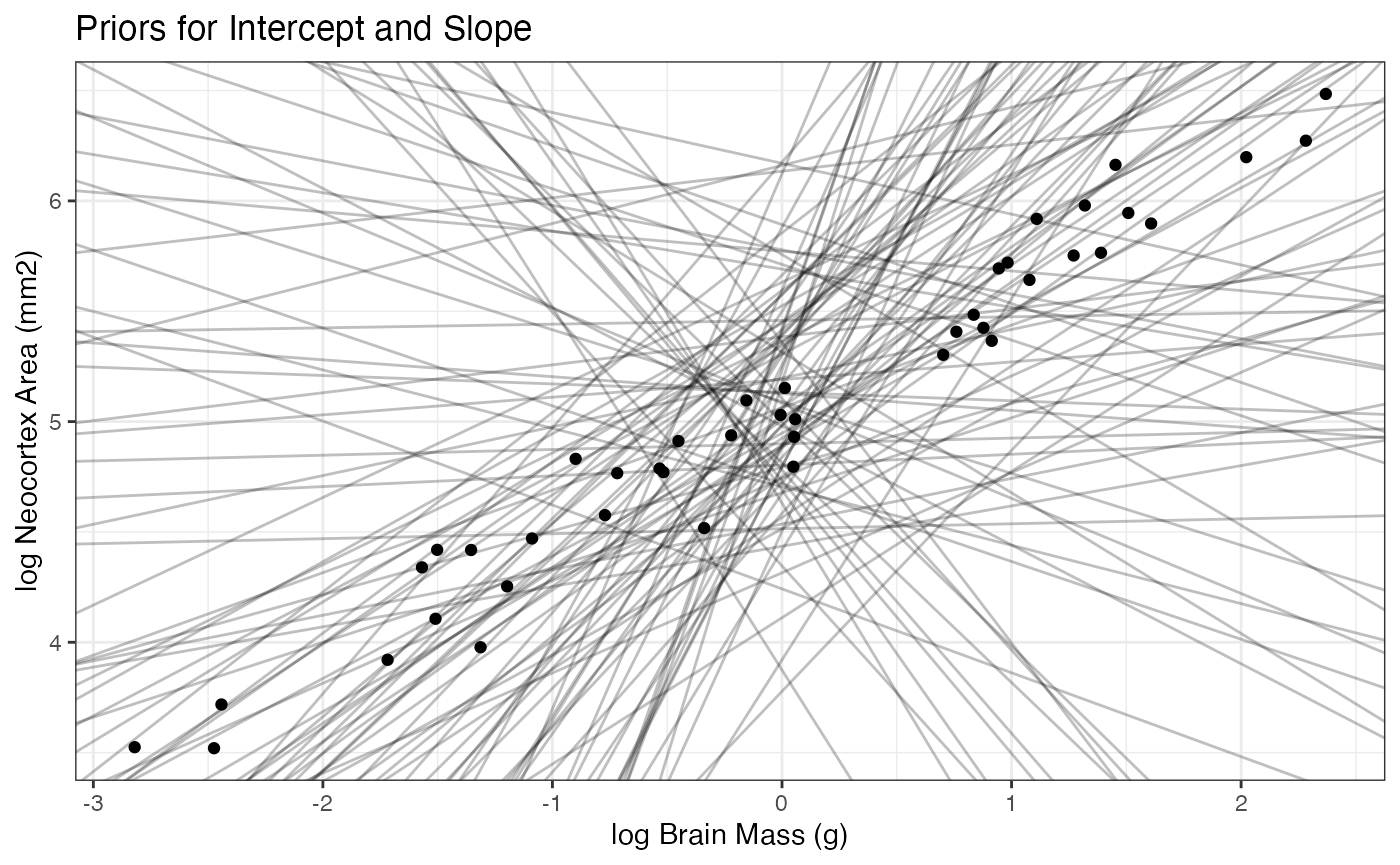 Priors for Intercept and Slope
log Neocortex Area (mm2)
6
5
4
-3 -2 -1 0 1 2
log Brain Mass (g)